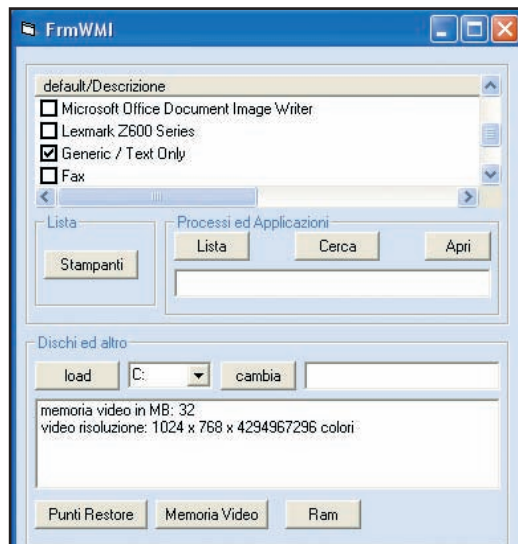 FrmWMI
default/Descrizione
Microsoft Office Document Image Writer
Lexmark Z600 Series
Generic / Text Only
Fax
Lista
Stampanti
Processi ed Applicazioni
Lista Cerca Apri
Dischi ed altro
load C: cambia
memoria video in MB: 32
video risoluzione: 1024 x 768 x 4294967296 colori
Punti Restore Memoria Video Ram